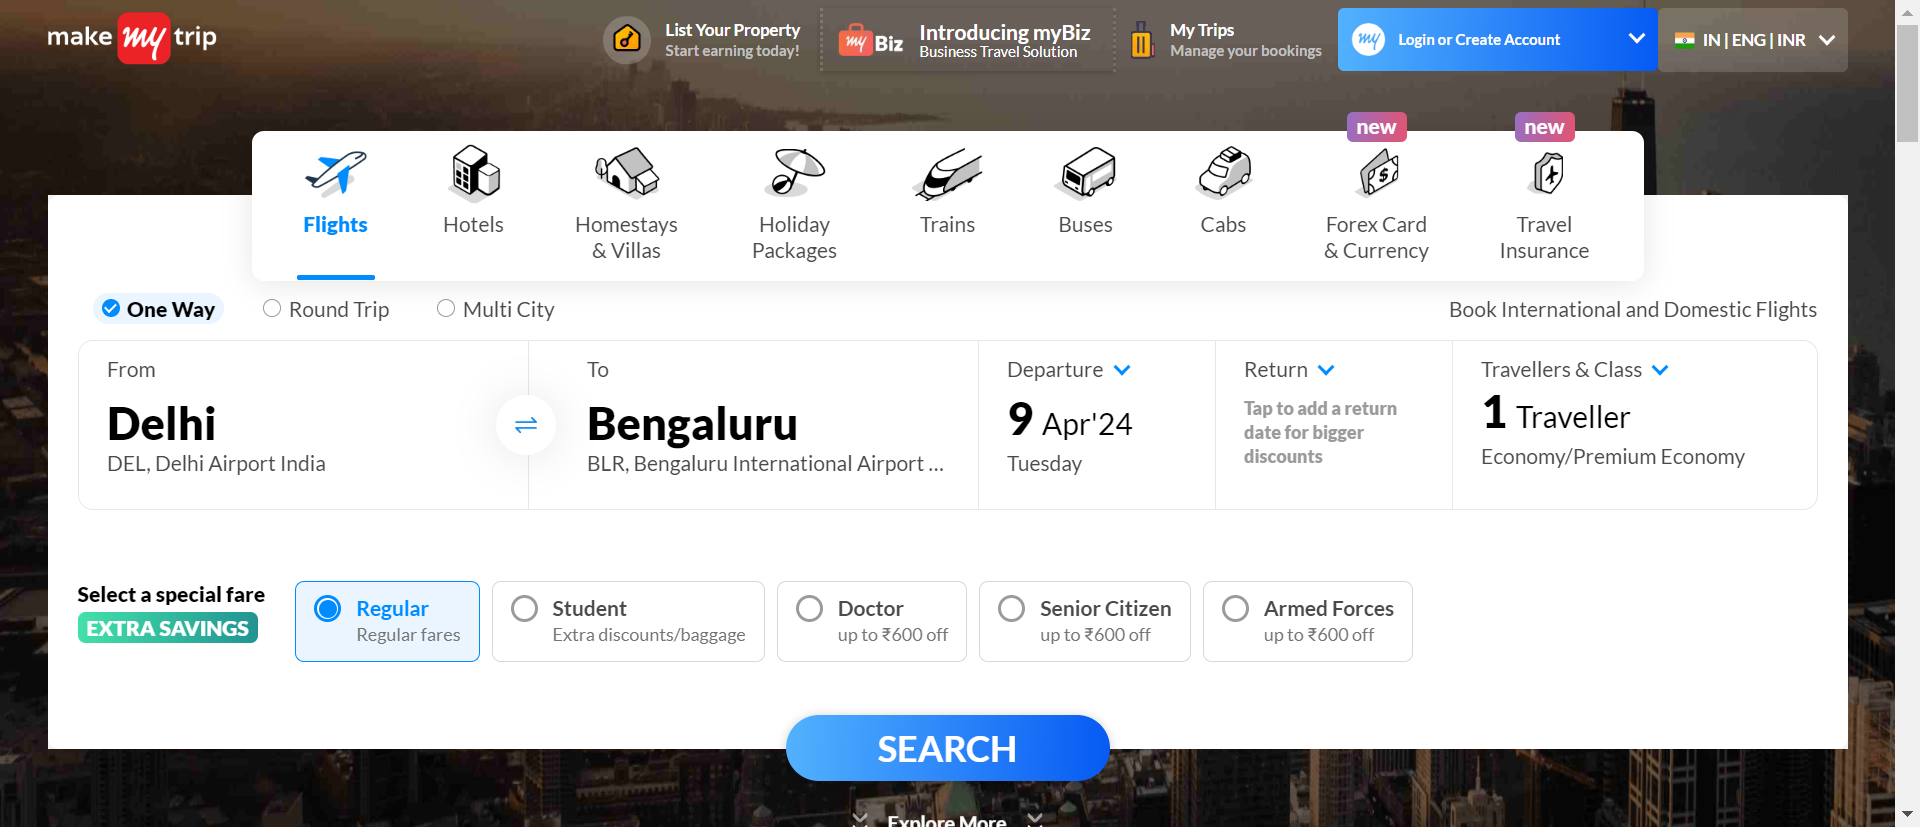 make my trip
List Your Property
Start earning today!
my Biz
Introducing myBiz
Business Travel Solution
My Trips
Manage your bookings
my
Login or Create Account
IN | ENG | INR
new
new
Flights
Hotels
Homestays
& Villas
Holiday
Packages
Trains
Buses
Cabs
Forex Card
& Currency
Travel
Insurance
One Way
Round Trip
Multi City
Book International and Domestic Flights
From
Delhi
DEL, Delhi Airport India
To
Bengaluru
BLR, Bengaluru International Airport ...
Departure
9 Apr'24
Tuesday
Return
Tap to add a return
date for bigger
discounts
Travellers & Class
1 Traveller
Economy/Premium Economy
Select a special fare
EXTRA SAVINGS
Regular
Regular fares
Student
Extra discounts/baggage
Doctor
up to ₹600 off
Senior Citizen
up to ₹600 off
Armed Forces
up to ₹600 off
SEARCH
Explore More